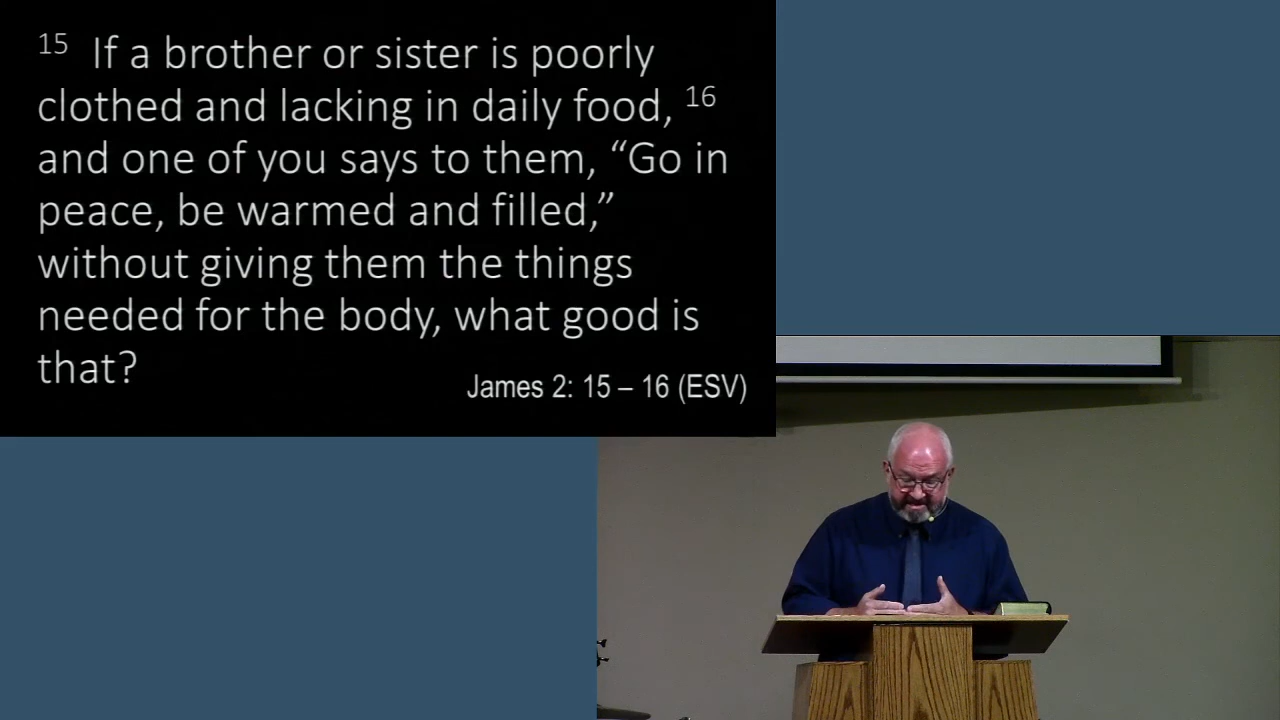 15 If a brother or sister is poorly
clothed and lacking in daily food, 16
and one of you says to them, “Go in
peace, be warmed and filled,”
without giving them the things
needed for the body, what good is
that?
James 2: 15 – 16 (ESV)